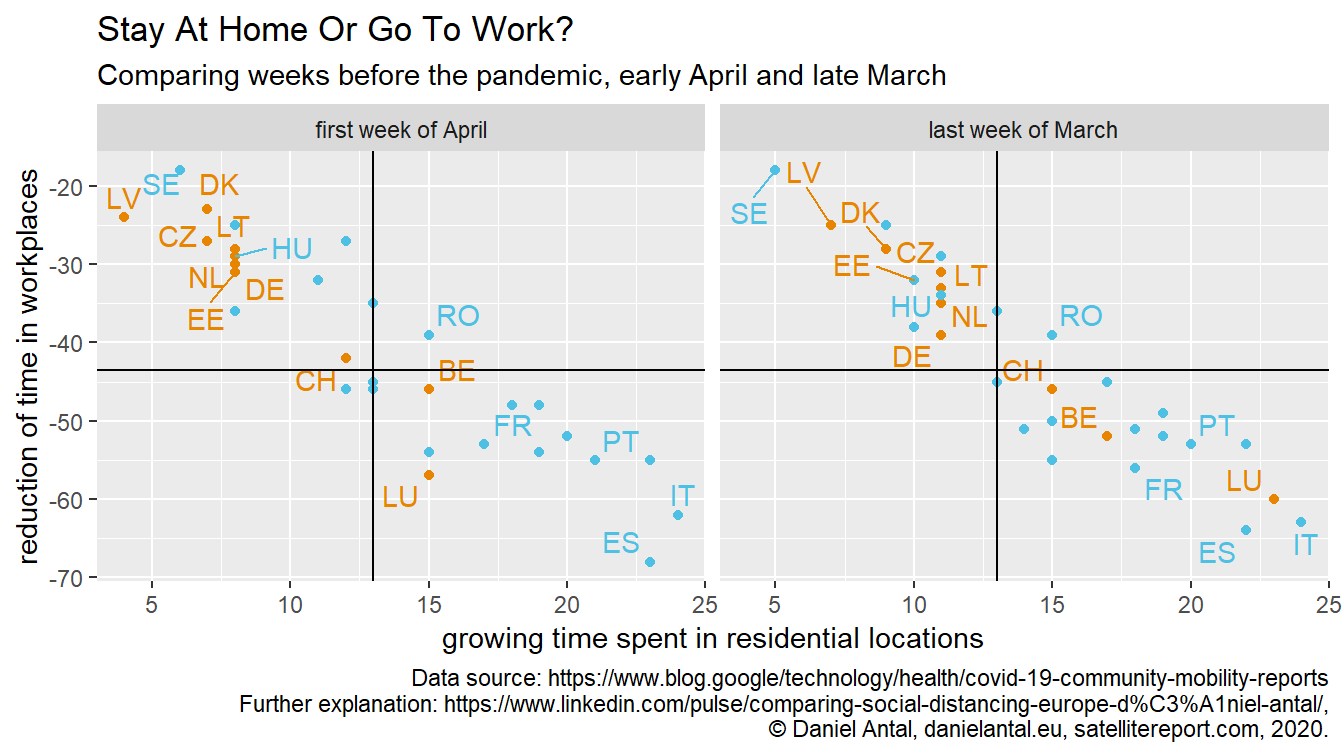 Stay At Home Or Go To Work?
Comparing weeks before the pandemic, early April and late March
first week of April
last week of March
reduction of time in workplaces
-20
-30
-40
-50
-60
-70
SE
DK
LV
LT
CZ
HU
NL
DE
EE
RO
CH
BE
FR
PT
LU
IT
ES
LV
SE
DK
CZ
EE
LT
HU
NL
RO
DE
CH
BE
PT
FR
LU
ES
IT
5 10 15 20 25
5 10 15 20 25
growing time spent in residential locations
Data source: https://www.blog.google/technology/health/covid-19-community-mobility-reports
Further explanation: https://www.linkedin.com/pulse/comparing-social-distancing-europe-d%C3%A1niel-antal/,
© Daniel Antal, danielantal.eu, satellitereport.com, 2020.